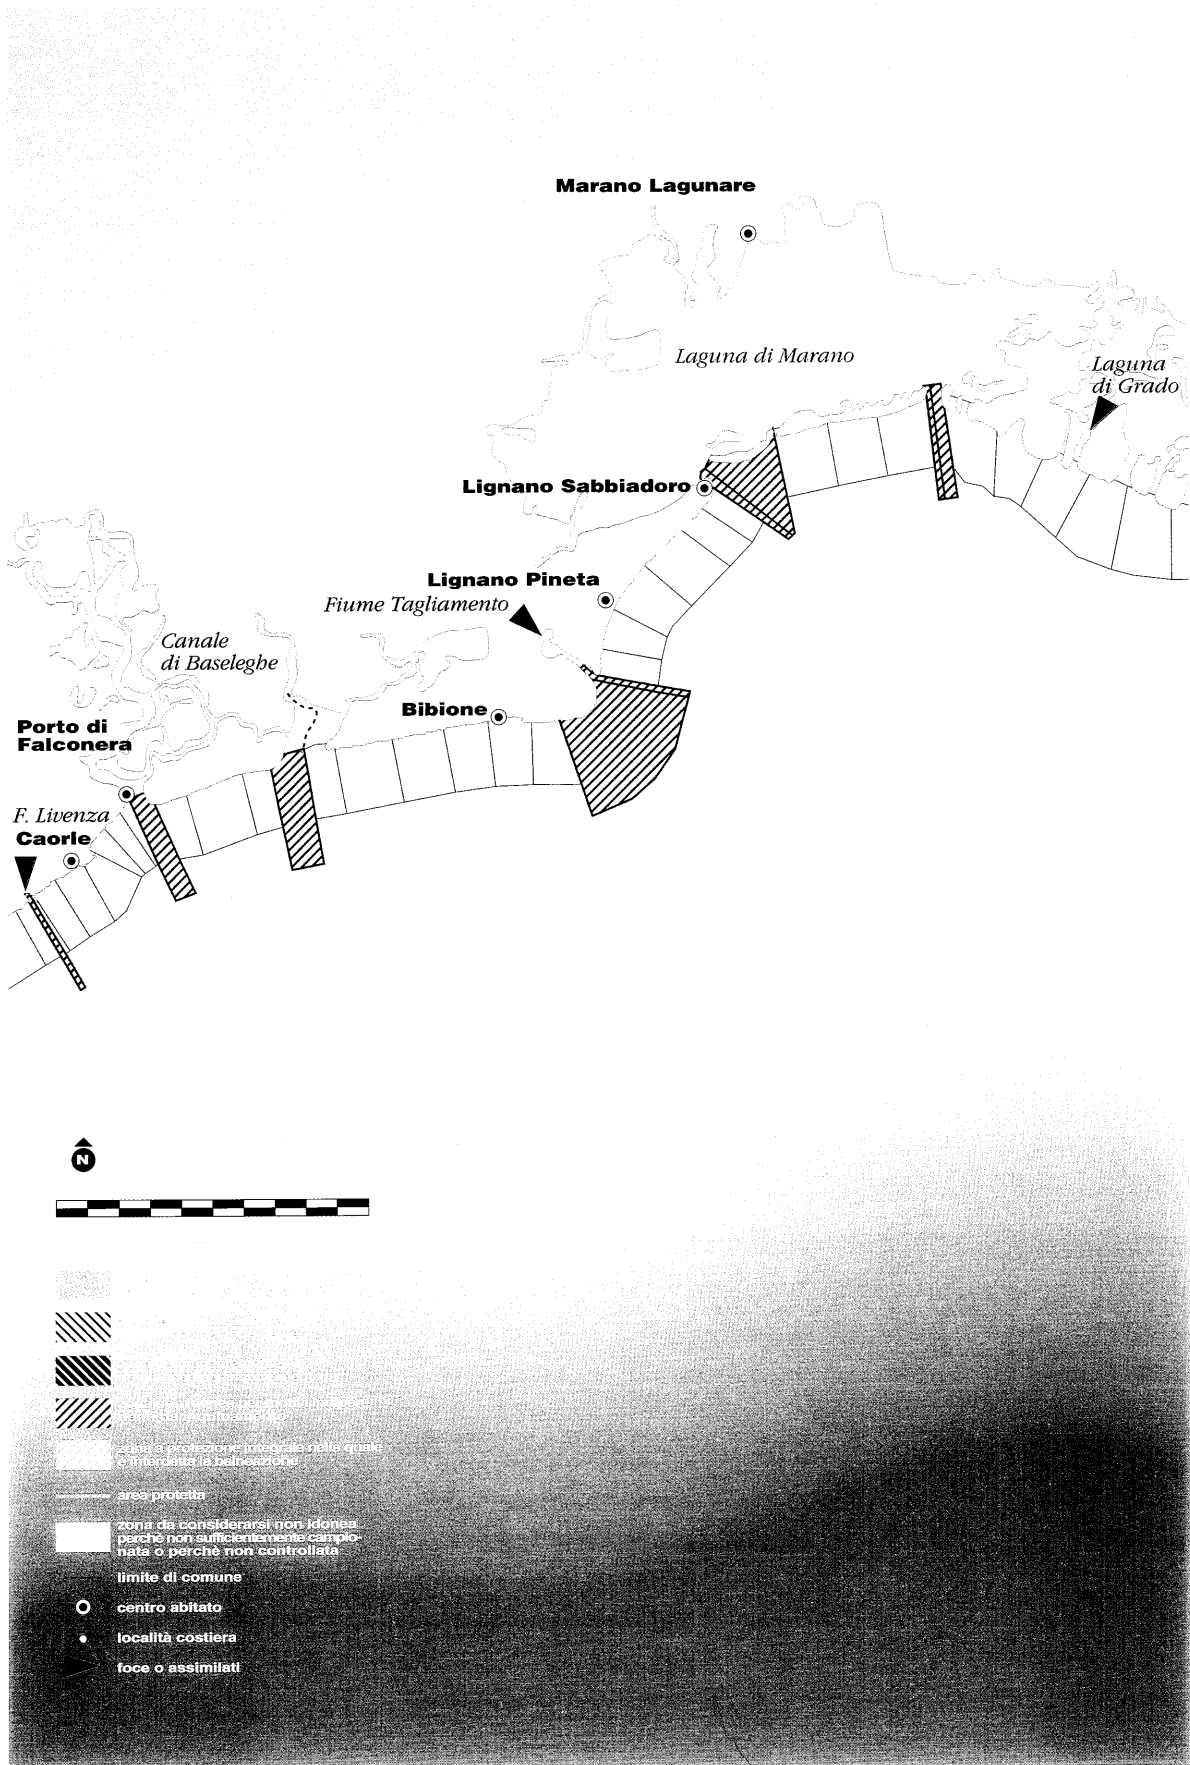 Marano Lagunare
Laguna di Marano
Laguna
di Grado
Lignano Sabbiadoro
Lignano Pineta
Fiume Tagliamento
Canale
di Baseleghe
Bibione
Porto di
Falconera
F. Livenza
Caorle
N
zona a protezione integrale nella quale
è interdetta la balneazione
area protetta
zona da considerarsi non idonea
perchè non sufficientemente campio-
nata o perchè non controllata
limite di comune
centro abitato
località costiera
foce o assimilati